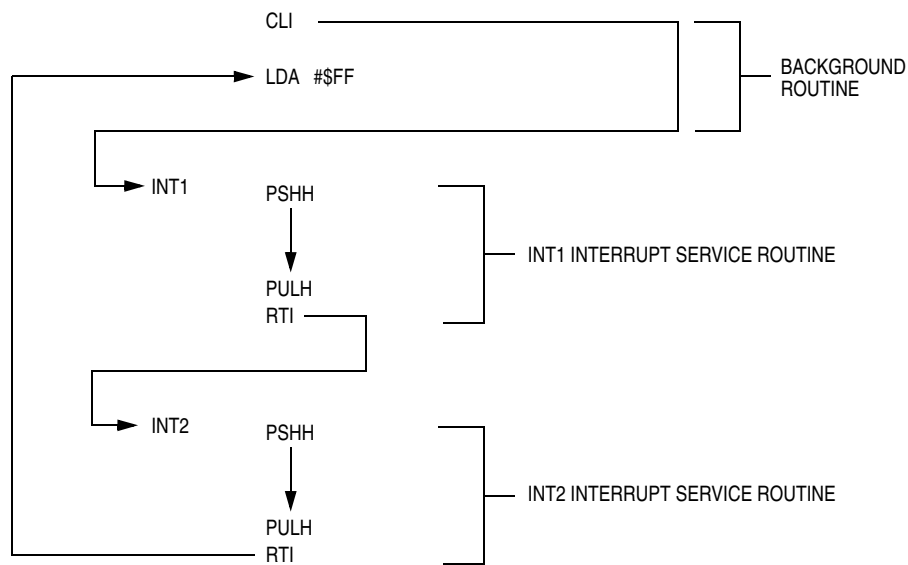 CLI
LDA #$FF
BACKGROUND
ROUTINE
INT1
PSHH
INT1 INTERRUPT SERVICE ROUTINE
PULH
RTI
INT2
PSHH
INT2 INTERRUPT SERVICE ROUTINE
PULH
RTI